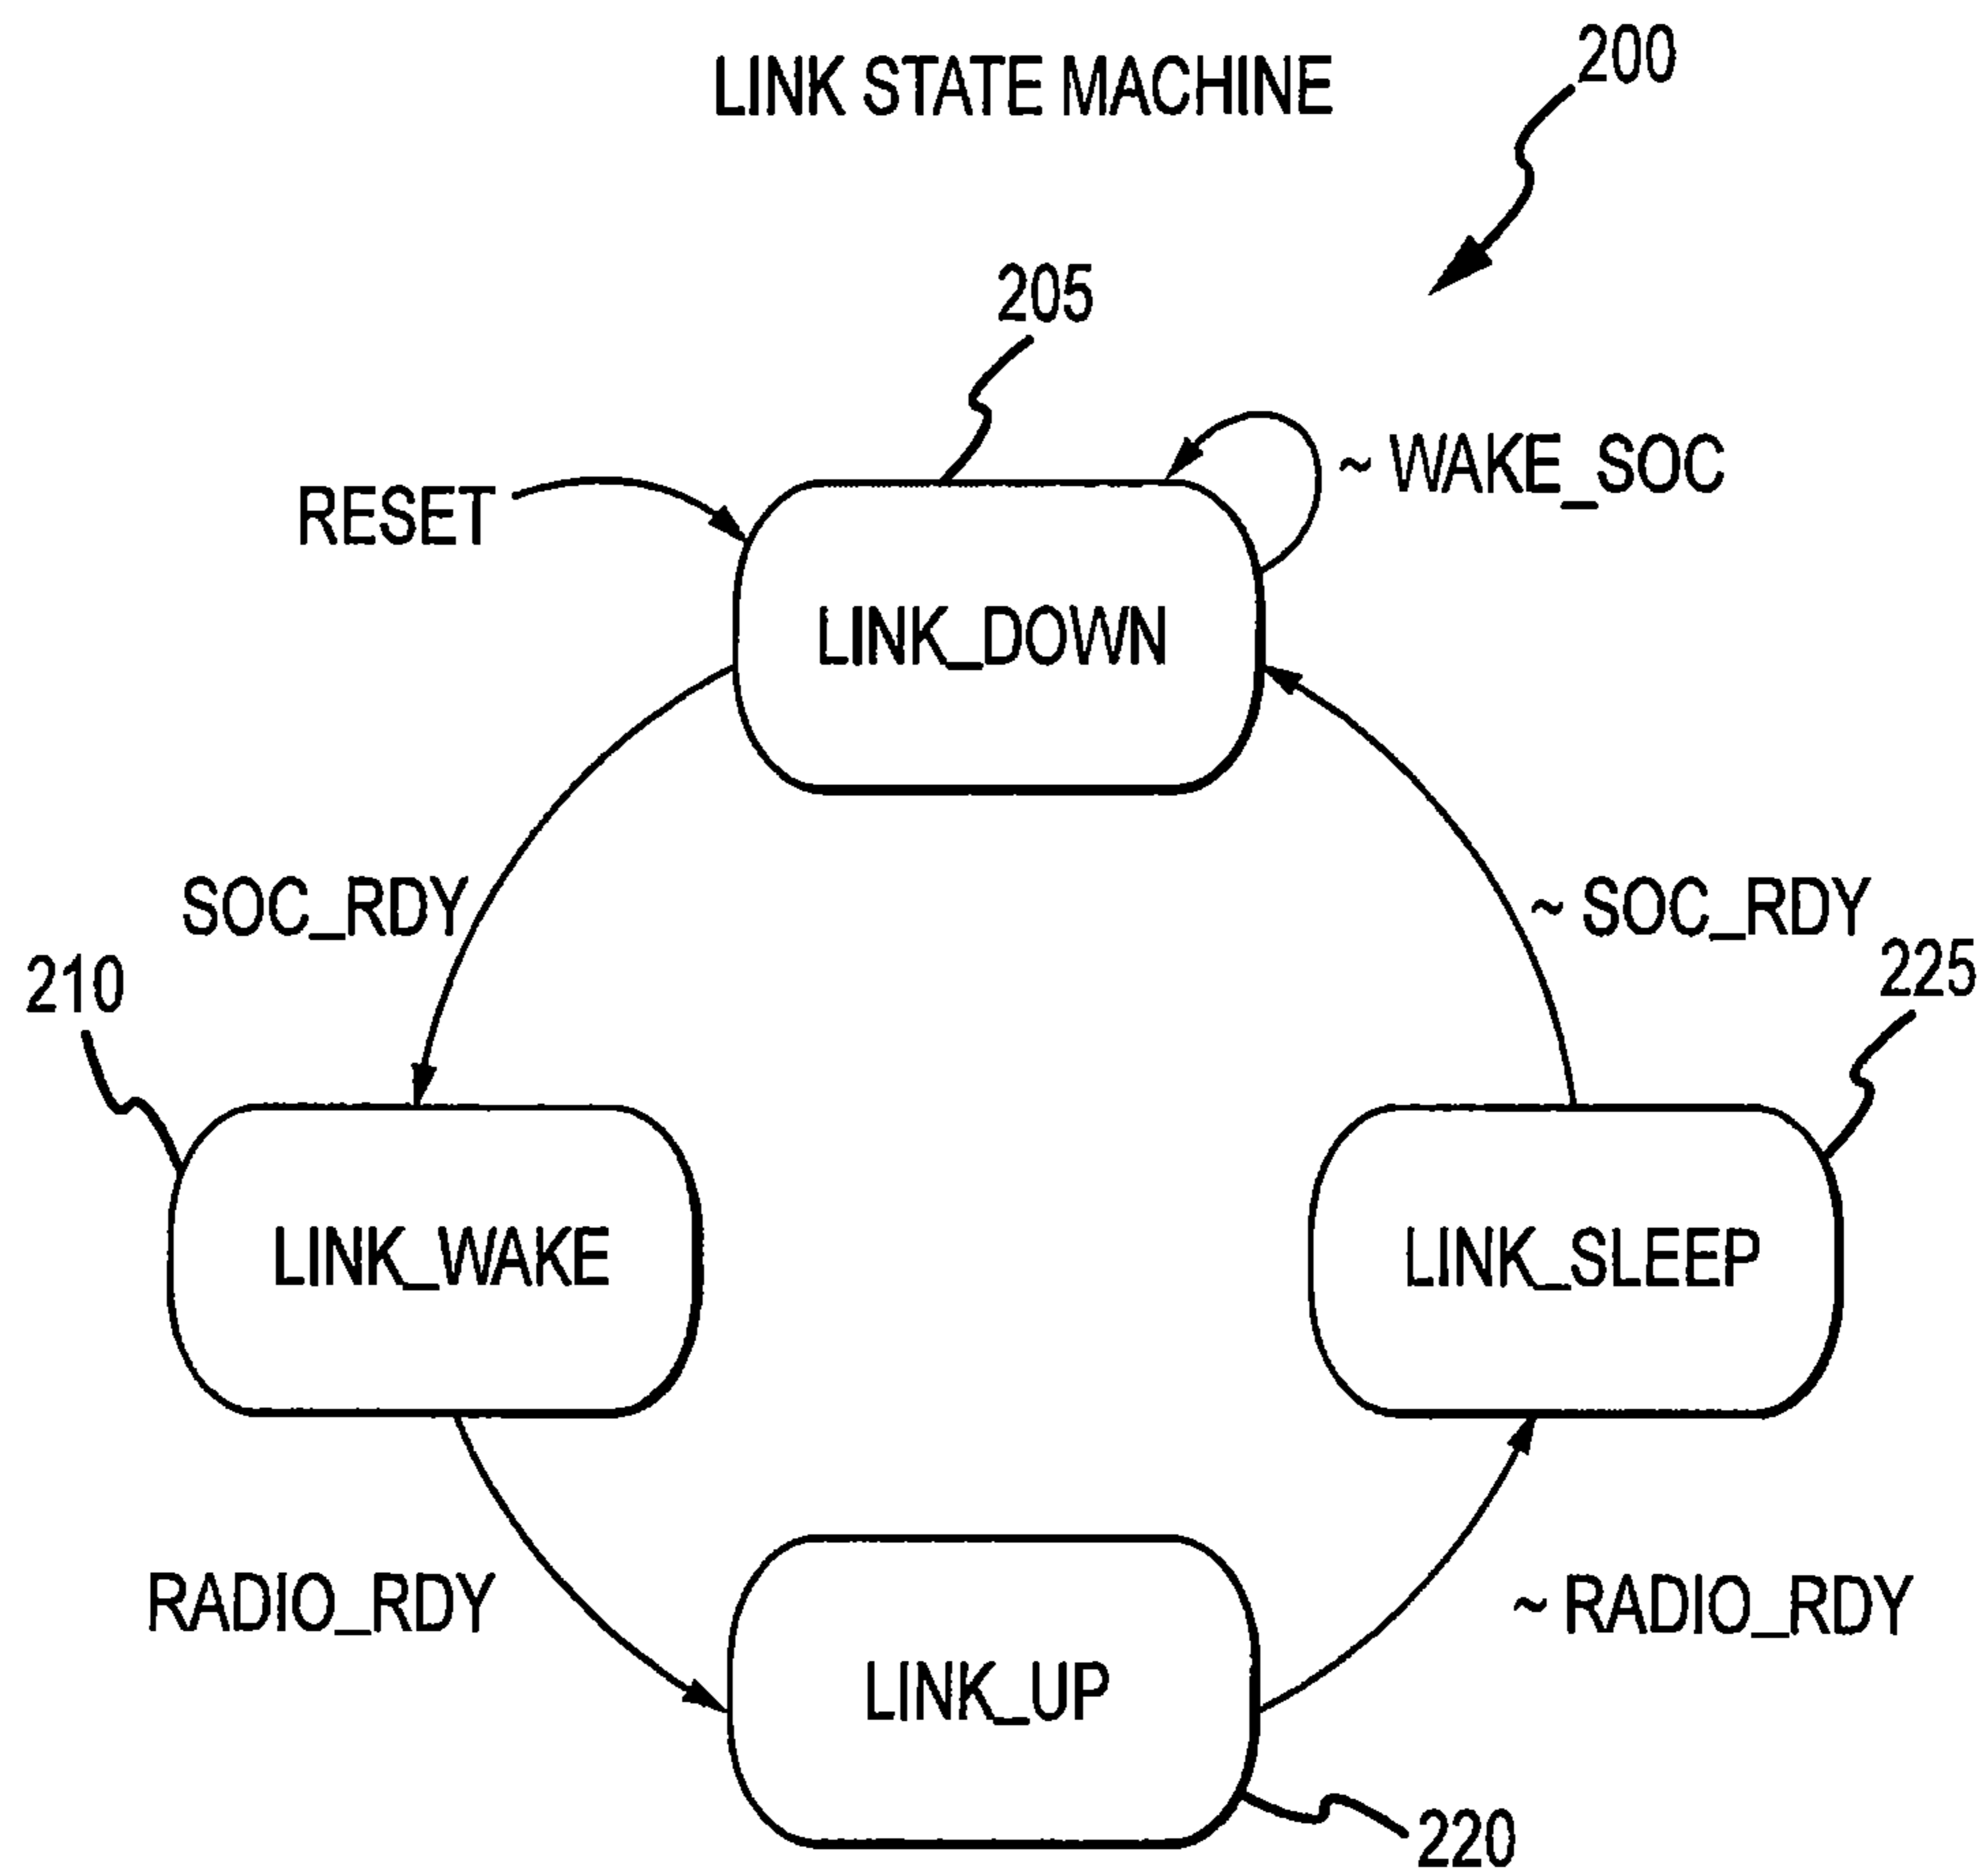 LINK STATE MACHINE
200
205
~ WAKE_SOC
RESET
LINK_DOWN
SOC_RDY
~ SOC_RDY
210
225
LINK_WAKE
LINK_SLEEP
RADIO_RDY
~ RADIO_RDY
LINK_UP
220